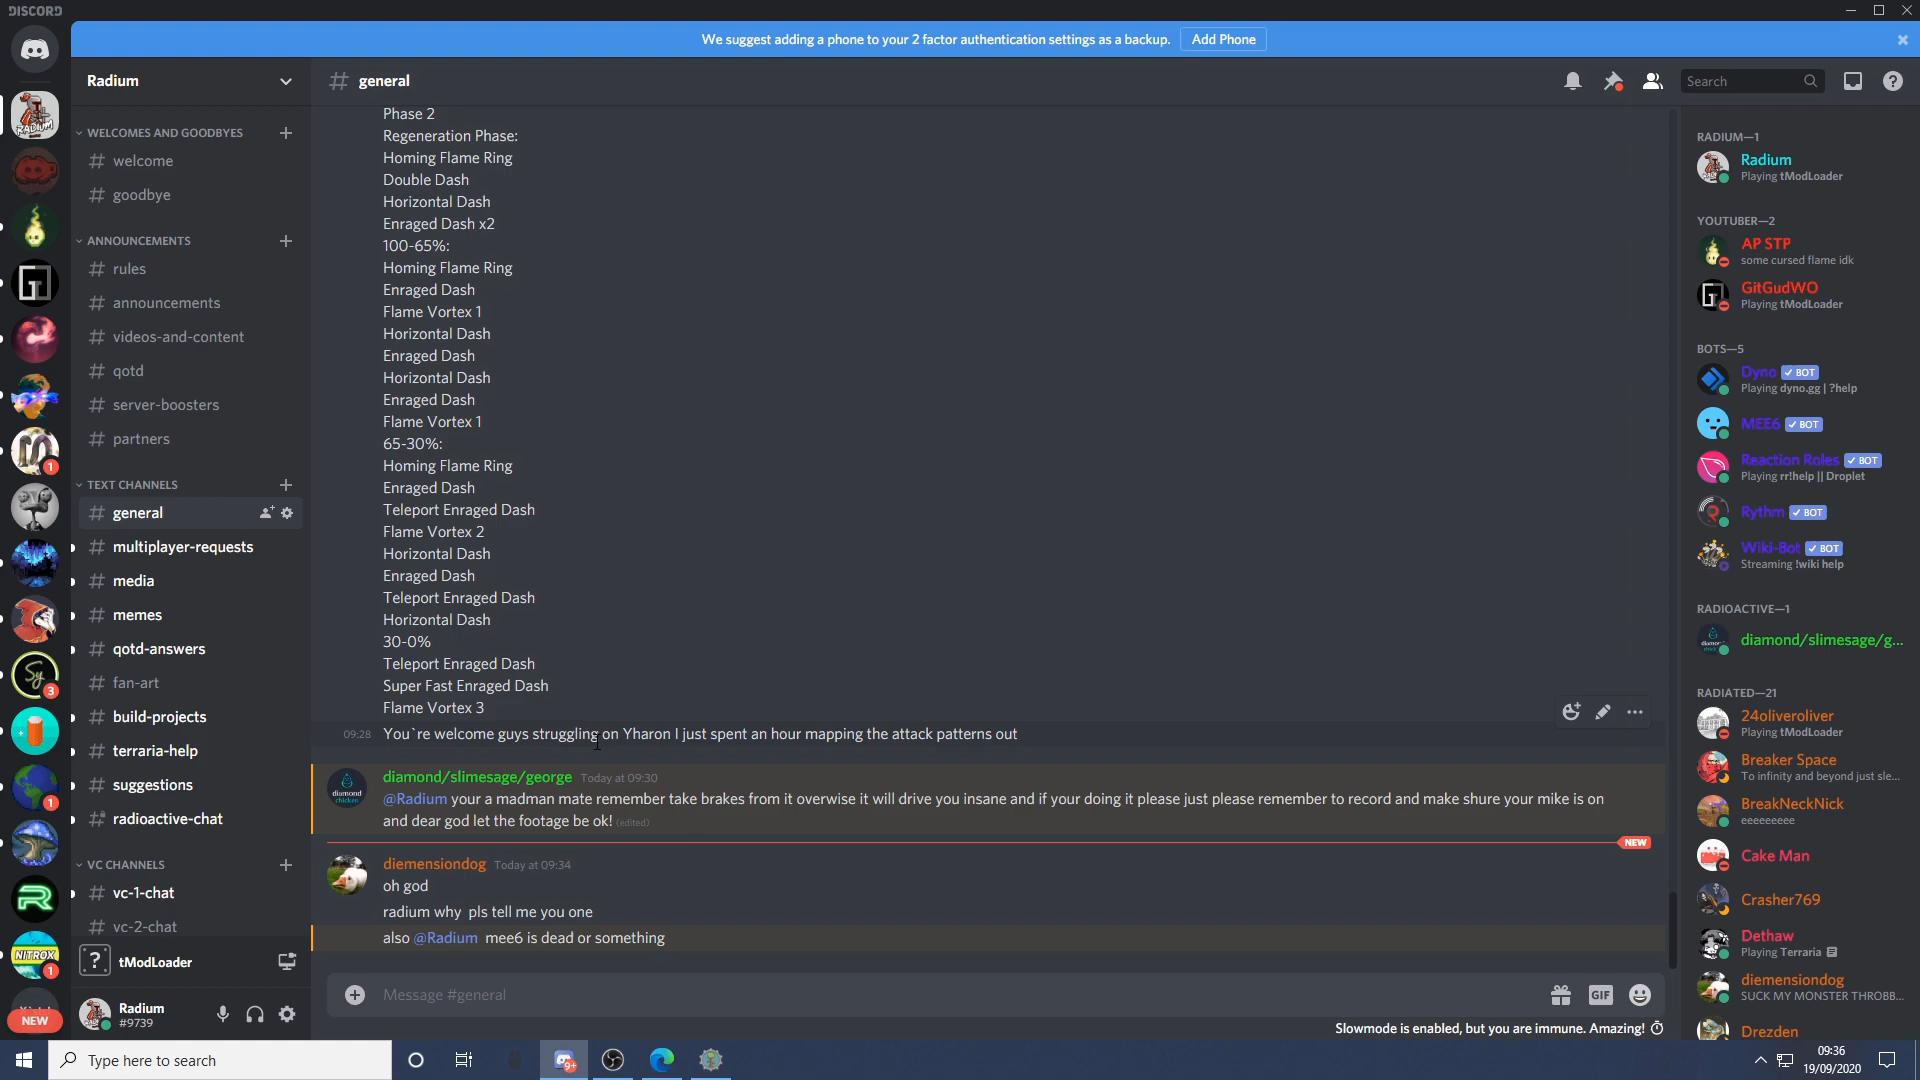 DISCORD
We suggest adding a phone to your 2 factor authentication settings as a backup. Add Phone
Radium
WELCOMES AND GOODBYES
welcome
goodbye
ANNOUNCEMENTS
rules
announcements
videos-and-content
qotd
server-boosters
partners
TEXT CHANNELS
general
multiplayer-requests
media
memes
qotd-answers
fan-art
build-projects
terraria-help
suggestions
radioactive-chat
VC CHANNELS
vc-1-chat
vc-2-chat
tModLoader
Radium
#9739
1
3
1
NITROX
1
NEW
general
Search
Phase 2
Regeneration Phase:
Homing Flame Ring
Double Dash
Horizontal Dash
Enraged Dash x2
100-65%:
Homing Flame Ring
Enraged Dash
Flame Vortex 1
Horizontal Dash
Enraged Dash
Horizontal Dash
Enraged Dash
Flame Vortex 1
65-30%:
Homing Flame Ring
Enraged Dash
Teleport Enraged Dash
Flame Vortex 2
Horizontal Dash
Enraged Dash
Teleport Enraged Dash
Horizontal Dash
30-0%
Teleport Enraged Dash
Super Fast Enraged Dash
Flame Vortex 3
09:28 You`re welcome guys struggling on Yharon I just spent an hour mapping the attack patterns out
diamond/slimesage/george Today at 09:30
@Radium your a madman mate remember take brakes from it overwise it will drive you insane and if your doing it please just please remember to record and make shure your mike is on
and dear god let the footage be ok! (edited)
NEW
diemensiondog Today at 09:34
oh god
radium why pls tell me you one
also @Radium mee6 is dead or something
Message #general
GIF
Slowmode is enabled, but you are immune. Amazing!
RADIUM—1
Radium
Playing tModLoader
YOUTUBER—2
AP STP
some cursed flame idk
GitGudWO
Playing tModLoader
BOTS—5
Dyno BOT
Playing dyno.gg | ?help
MEE6 BOT
Reaction Roles BOT
Playing rr!help || Droplet
Rythm BOT
Wiki-Bot BOT
Streaming !wiki help
RADIOACTIVE—1
diamond/slimesage/g...
RADIATED—21
24oliveroliver
Playing tModLoader
Breaker Space
To infinity and beyond just sle...
BreakNeckNick
eeeeeeeee
Cake Man
Crasher769
Dethaw
Playing Terraria
diemensiondog
SUCK MY MONSTER THROBB...
Drezden
Type here to search
9+
09:36
19/09/2020